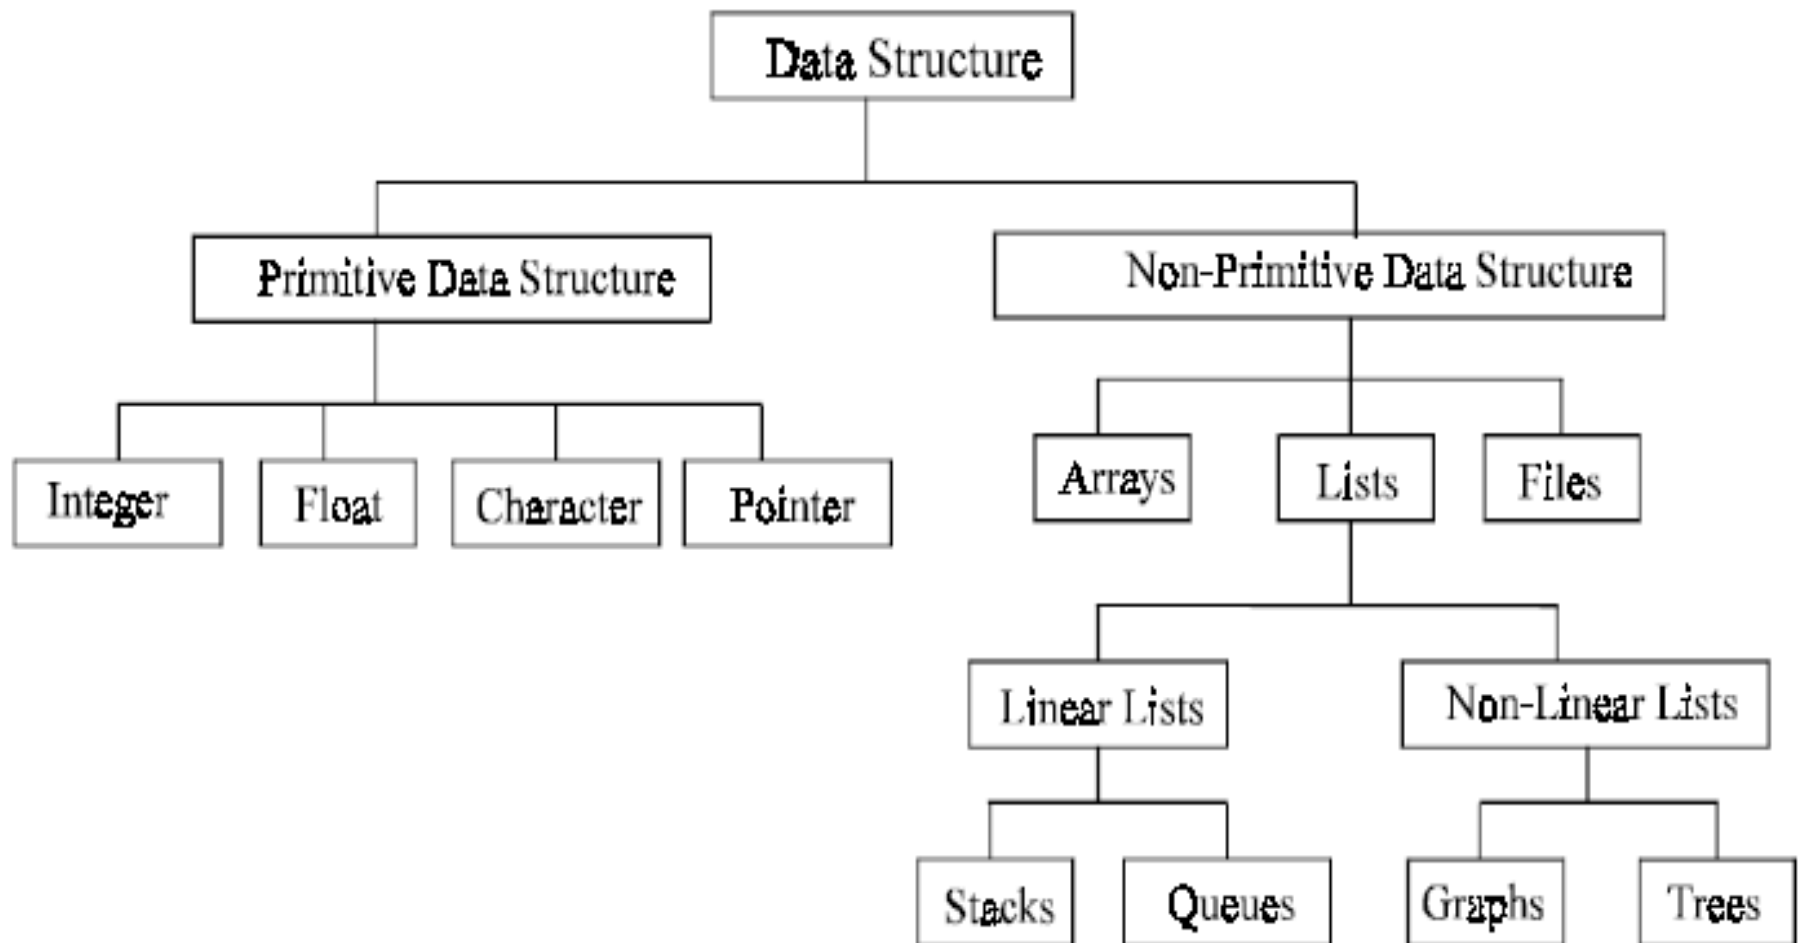 Data Structure
Primitive Data Structure
Non-Primitive Data Structure
Integer
Float
Character
Pointer
Arrays
Lists
Files
Linear Lists
Non-Linear Lists
Stacks
Queues
Graphs
Trees